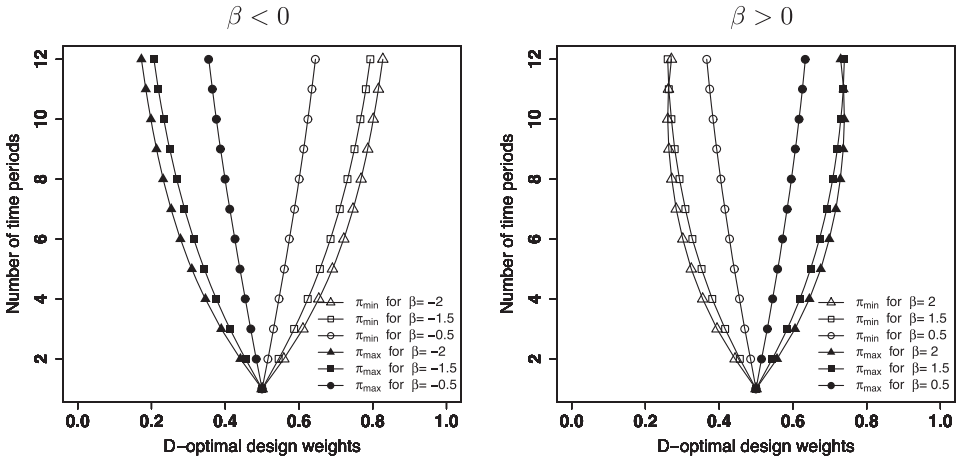 β < 0
12
10
8
6
4
2
Number of time periods
π_min for β= −2
π_min for β= −1.5
π_min for β= −0.5
π_max for β= −2
π_max for β= −1.5
π_max for β= −0.5
0.0 0.2 0.4 0.6 0.8 1.0
D−optimal design weights
β > 0
12
10
8
6
4
2
Number of time periods
π_min for β= 2
π_min for β= 1.5
π_min for β= 0.5
π_max for β= 2
π_max for β= 1.5
π_max for β= 0.5
0.0 0.2 0.4 0.6 0.8 1.0
D−optimal design weights